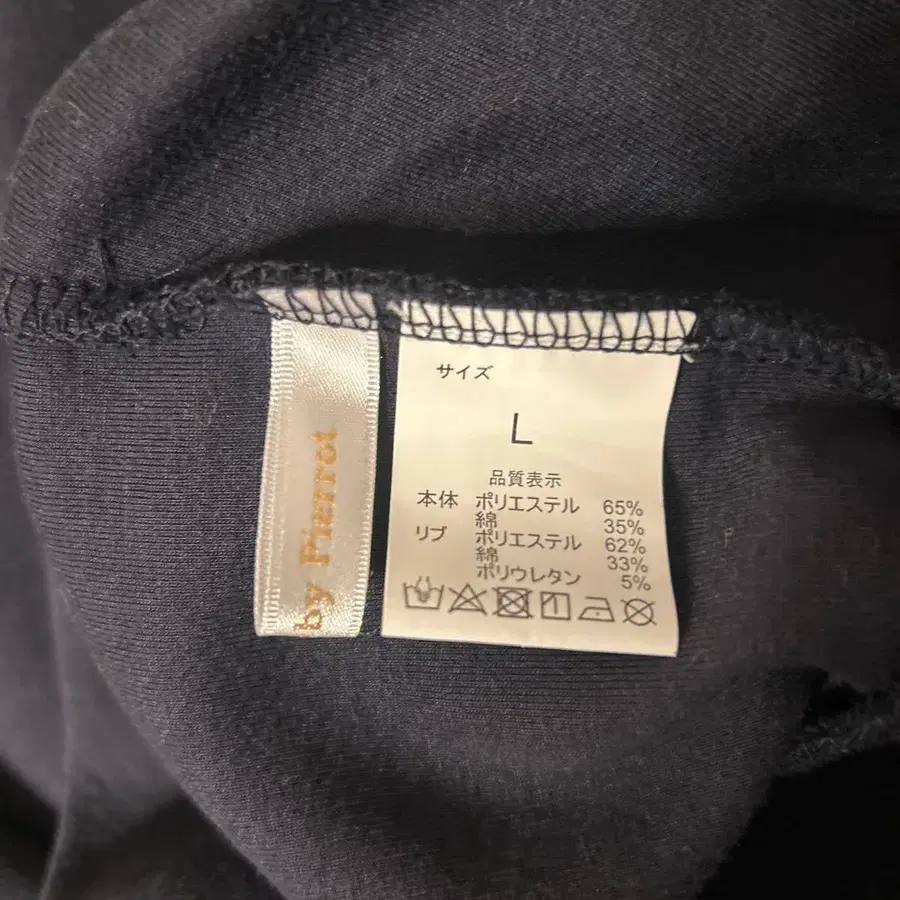 by Pierrot
サイズ
L
品質表示
本体 ポリエステル 65%
綿 35%
リブ ポリエステル 62%
綿 33%
ポリウレタン 5%